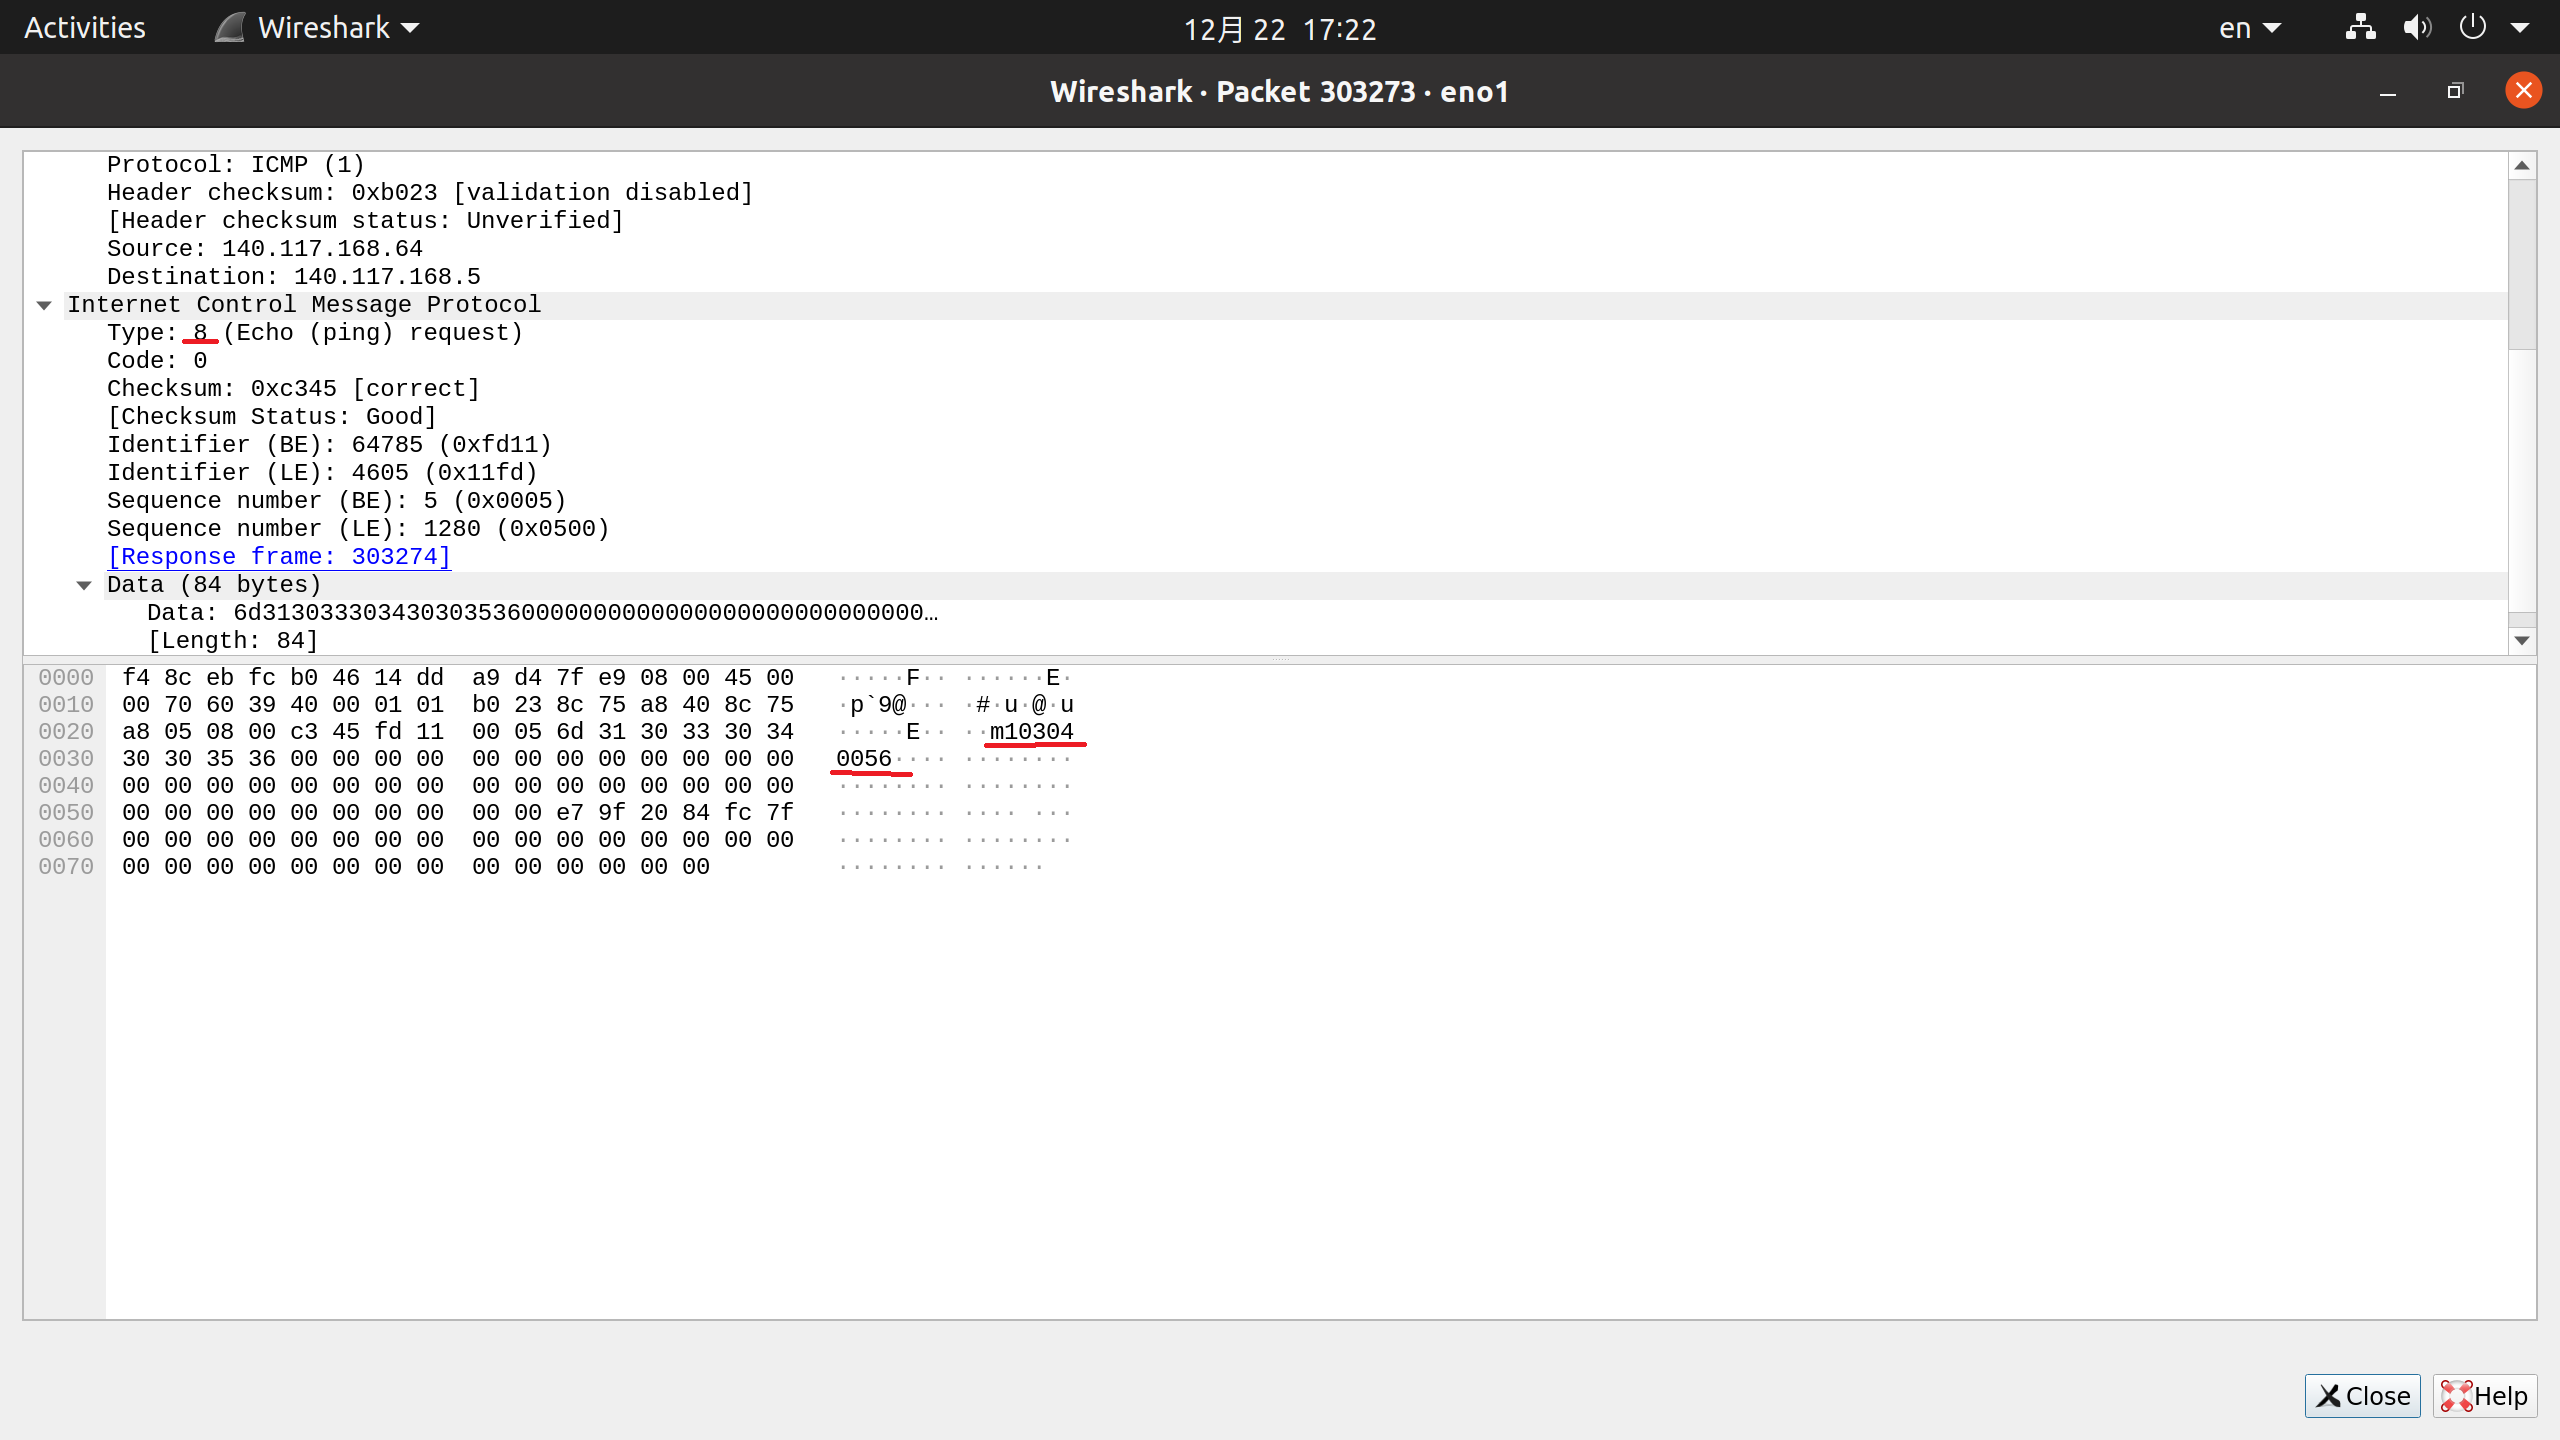 Activities
Wireshark
12月 22 17:22
en
Wireshark · Packet 303273 · eno1
Protocol: ICMP (1)
Header checksum: 0xb023 [validation disabled]
[Header checksum status: Unverified]
Source: 140.117.168.64
Destination: 140.117.168.5
Internet Control Message Protocol
Type: 8 (Echo (ping) request)
Code: 0
Checksum: 0xc345 [correct]
[Checksum Status: Good]
Identifier (BE): 64785 (0xfd11)
Identifier (LE): 4605 (0x11fd)
Sequence number (BE): 5 (0x0005)
Sequence number (LE): 1280 (0x0500)
[Response frame: 303274]
Data (84 bytes)
Data: 6d3130333034303035360000000000000000000000000000…
[Length: 84]
0000 f4 8c eb fc b0 46 14 dd a9 d4 7f e9 08 00 45 00 ·····F·· ······E·
0010 00 70 60 39 40 00 01 01 b0 23 8c 75 a8 40 8c 75 ·p`9@··· ·#·u·@·u
0020 a8 05 08 00 c3 45 fd 11 00 05 6d 31 30 33 30 34 ·····E·· ··m10304
0030 30 30 35 36 00 00 00 00 00 00 00 00 00 00 00 00 0056···· ········
0040 00 00 00 00 00 00 00 00 00 00 00 00 00 00 00 00 ········ ········
0050 00 00 00 00 00 00 00 00 00 00 e7 9f 20 84 fc 7f ········ ···· ···
0060 00 00 00 00 00 00 00 00 00 00 00 00 00 00 00 00 ········ ········
0070 00 00 00 00 00 00 00 00 00 00 00 00 00 00 ········ ······
Close
Help